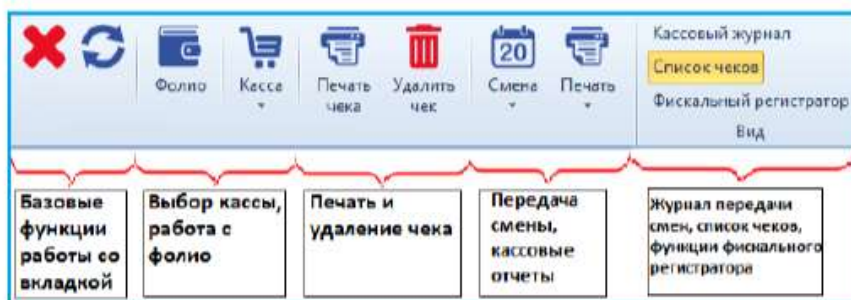 Кассовый журнал
20
Список чеков
Фолио
Касса
Печать
чека
Удалить
чек
Смена
Печать
Фискальный регистратор
Вид
Базовые
функции
работы со
вкладкой
Выбор кассы,
работа с
фолио
Печать и
удаление чека
Передача
смены,
кассовые
отчеты
Журнал передачи
смен, список чеков,
функции фискального
регистратора